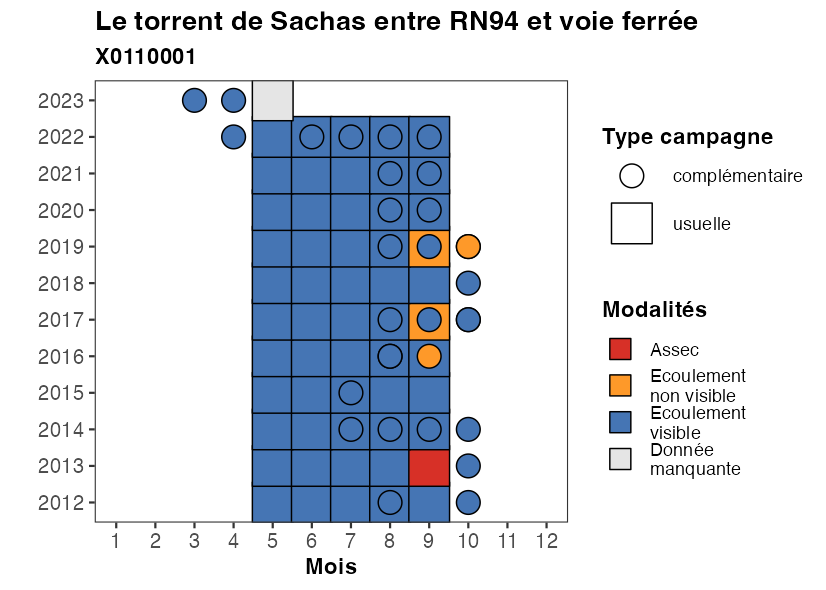 Le torrent de Sachas entre RN94 et voie ferrée
X0110001
2023
2022
2021
2020
2019
2018
2017
2016
2015
2014
2013
2012
1 2 3 4 5 6 7 8 9 10 11 12
Mois
Type campagne
complémentaire
usuelle
Modalités
Assec
Ecoulement
non visible
Ecoulement
visible
Donnée
manquante